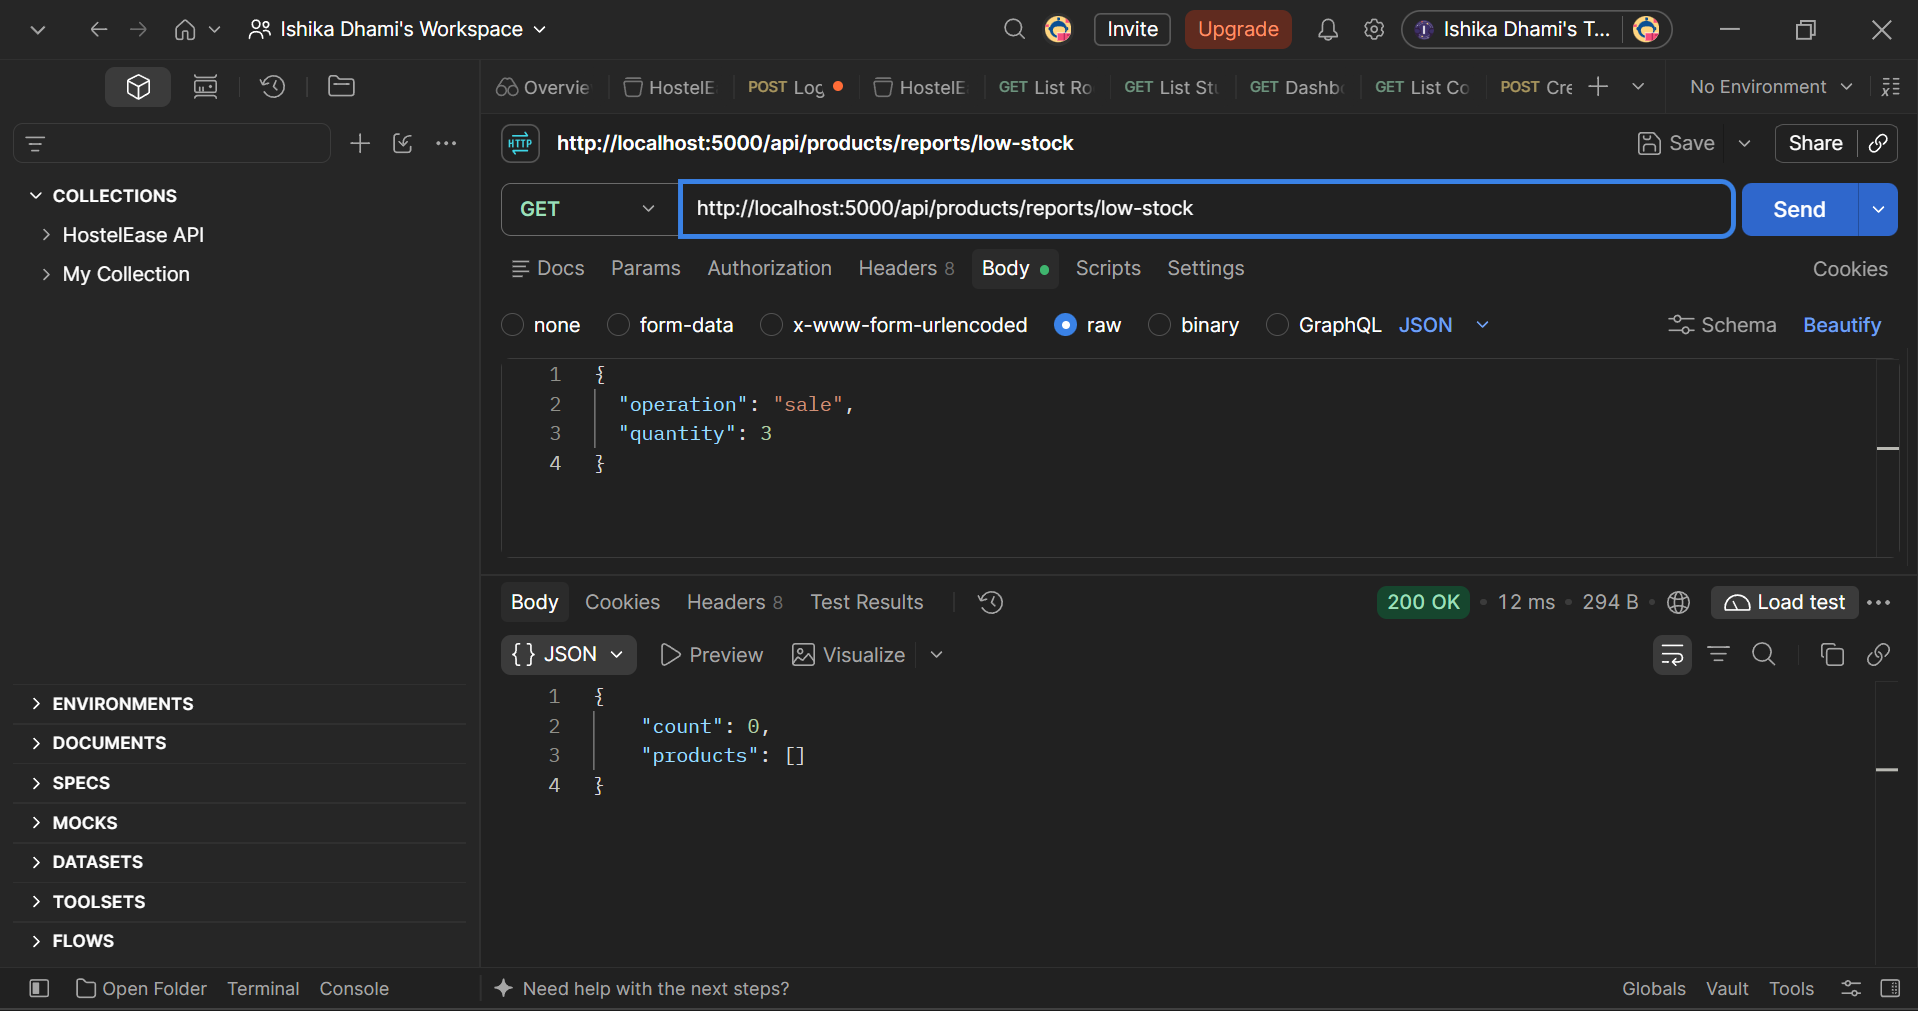 Ishika Dhami's Workspace
Invite
Upgrade
Ishika Dhami's T...
Overvie
HostelE
POST Log
HostelE
GET List Ro
GET List Stu
GET Dashb
GET List Co
POST Cre
No Environment
HTTP
http://localhost:5000/api/products/reports/low-stock
Save
Share
COLLECTIONS
HostelEase API
My Collection
GET
http://localhost:5000/api/products/reports/low-stock
Send
Docs
Params
Authorization
Headers 8
Body
Scripts
Settings
Cookies
none
form-data
x-www-form-urlencoded
raw
binary
GraphQL
JSON
Schema
Beautify
1 {
2 "operation": "sale",
3 "quantity": 3
4 }
Body
Cookies
Headers 8
Test Results
200 OK • 12 ms • 294 B
Load test
{} JSON
Preview
Visualize
1 {
2 "count": 0,
3 "products": []
4 }
ENVIRONMENTS
DOCUMENTS
SPECS
MOCKS
DATASETS
TOOLSETS
FLOWS
Open Folder
Terminal
Console
Need help with the next steps?
Globals
Vault
Tools